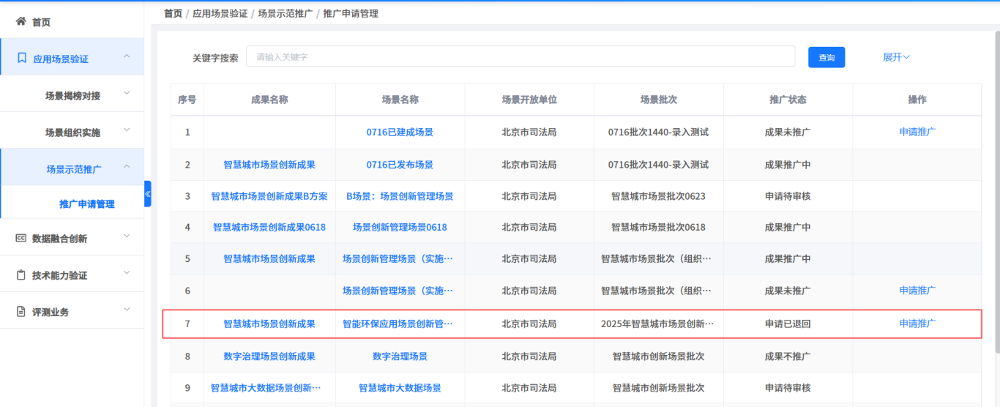 首页 / 应用场景验证 / 场景示范推广 / 推广申请管理
首页
应用场景验证
场景揭榜对接
场景组织实施
场景示范推广
推广申请管理
数据融合创新
技术能力验证
评测业务
关键字搜索 请输入关键字 查询 展开
序号 成果名称 场景名称 场景开放单位 场景批次 推广状态 操作
1 0716已建成场景 北京市司法局 0716批次1440-录入测试 成果未推广 申请推广
2 智慧城市场景创新成果 0716已发布场景 北京市司法局 0716批次1440-录入测试 成果推广中
3 智慧城市场景创新成果B方案 B场景：场景创新管理场景 北京市司法局 智慧城市场景批次0623 申请待审核
4 智慧城市场景创新成果0618 场景创新管理场景0618 北京市司法局 智慧城市场景批次0618 成果推广中
5 智慧城市场景创新成果 场景创新管理场景（实施… 北京市司法局 智慧城市场景批次（组织… 成果推广中
6 场景创新管理场景（实施… 北京市司法局 智慧城市场景批次（组织… 成果未推广 申请推广
7 智慧城市场景创新成果 智能环保应用场景创新管… 北京市司法局 2025年智慧城市场景创新… 申请已退回 申请推广
8 数字治理场景创新成果 数字治理场景 北京市司法局 智慧城市创新场景批次 成果不推广
9 智慧城市大数据场景创新… 智慧城市大数据场景 北京市司法局 智慧城市创新场景批次 申请待审核